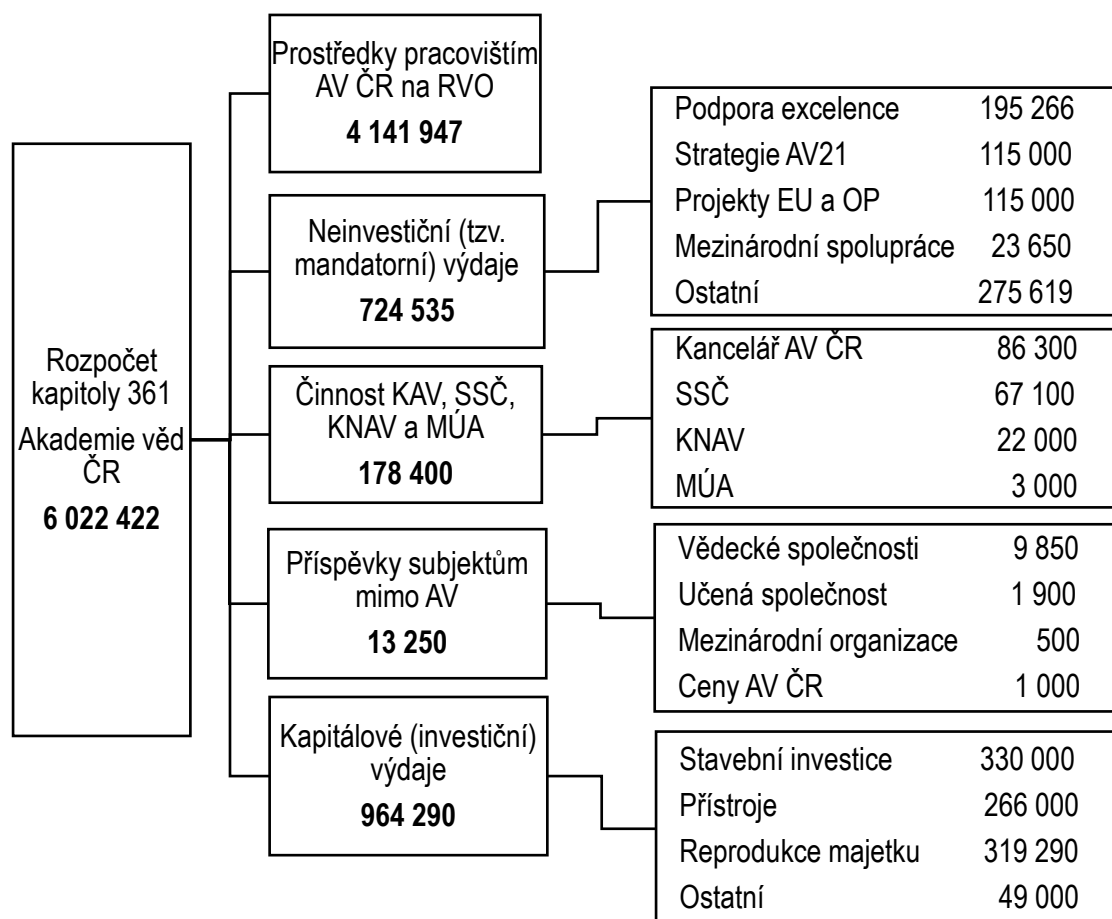 Rozpočet
kapitoly 361
Akademie věd
ČR
6 022 422
Prostředky pracovištím
AV ČR na RVO
4 141 947
Neinvestiční (tzv.
mandatorní) výdaje
724 535
Podpora excelence 195 266
Strategie AV21 115 000
Projekty EU a OP 115 000
Mezinárodní spolupráce 23 650
Ostatní 275 619
Činnost KAV, SSČ,
KNAV a MÚA
178 400
Kancelář AV ČR 86 300
SSČ 67 100
KNAV 22 000
MÚA 3 000
Příspěvky subjektům
mimo AV
13 250
Vědecké společnosti 9 850
Učená společnost 1 900
Mezinárodní organizace 500
Ceny AV ČR 1 000
Kapitálové (investiční)
výdaje
964 290
Stavební investice 330 000
Přístroje 266 000
Reprodukce majetku 319 290
Ostatní 49 000